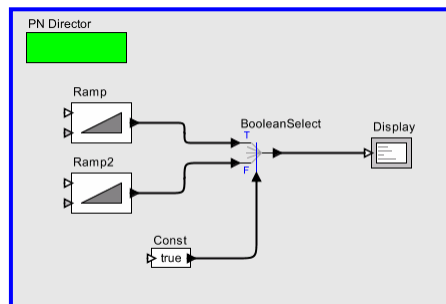 PN Director
Ramp
BooleanSelect
T
Display
Ramp2
F
Const
true